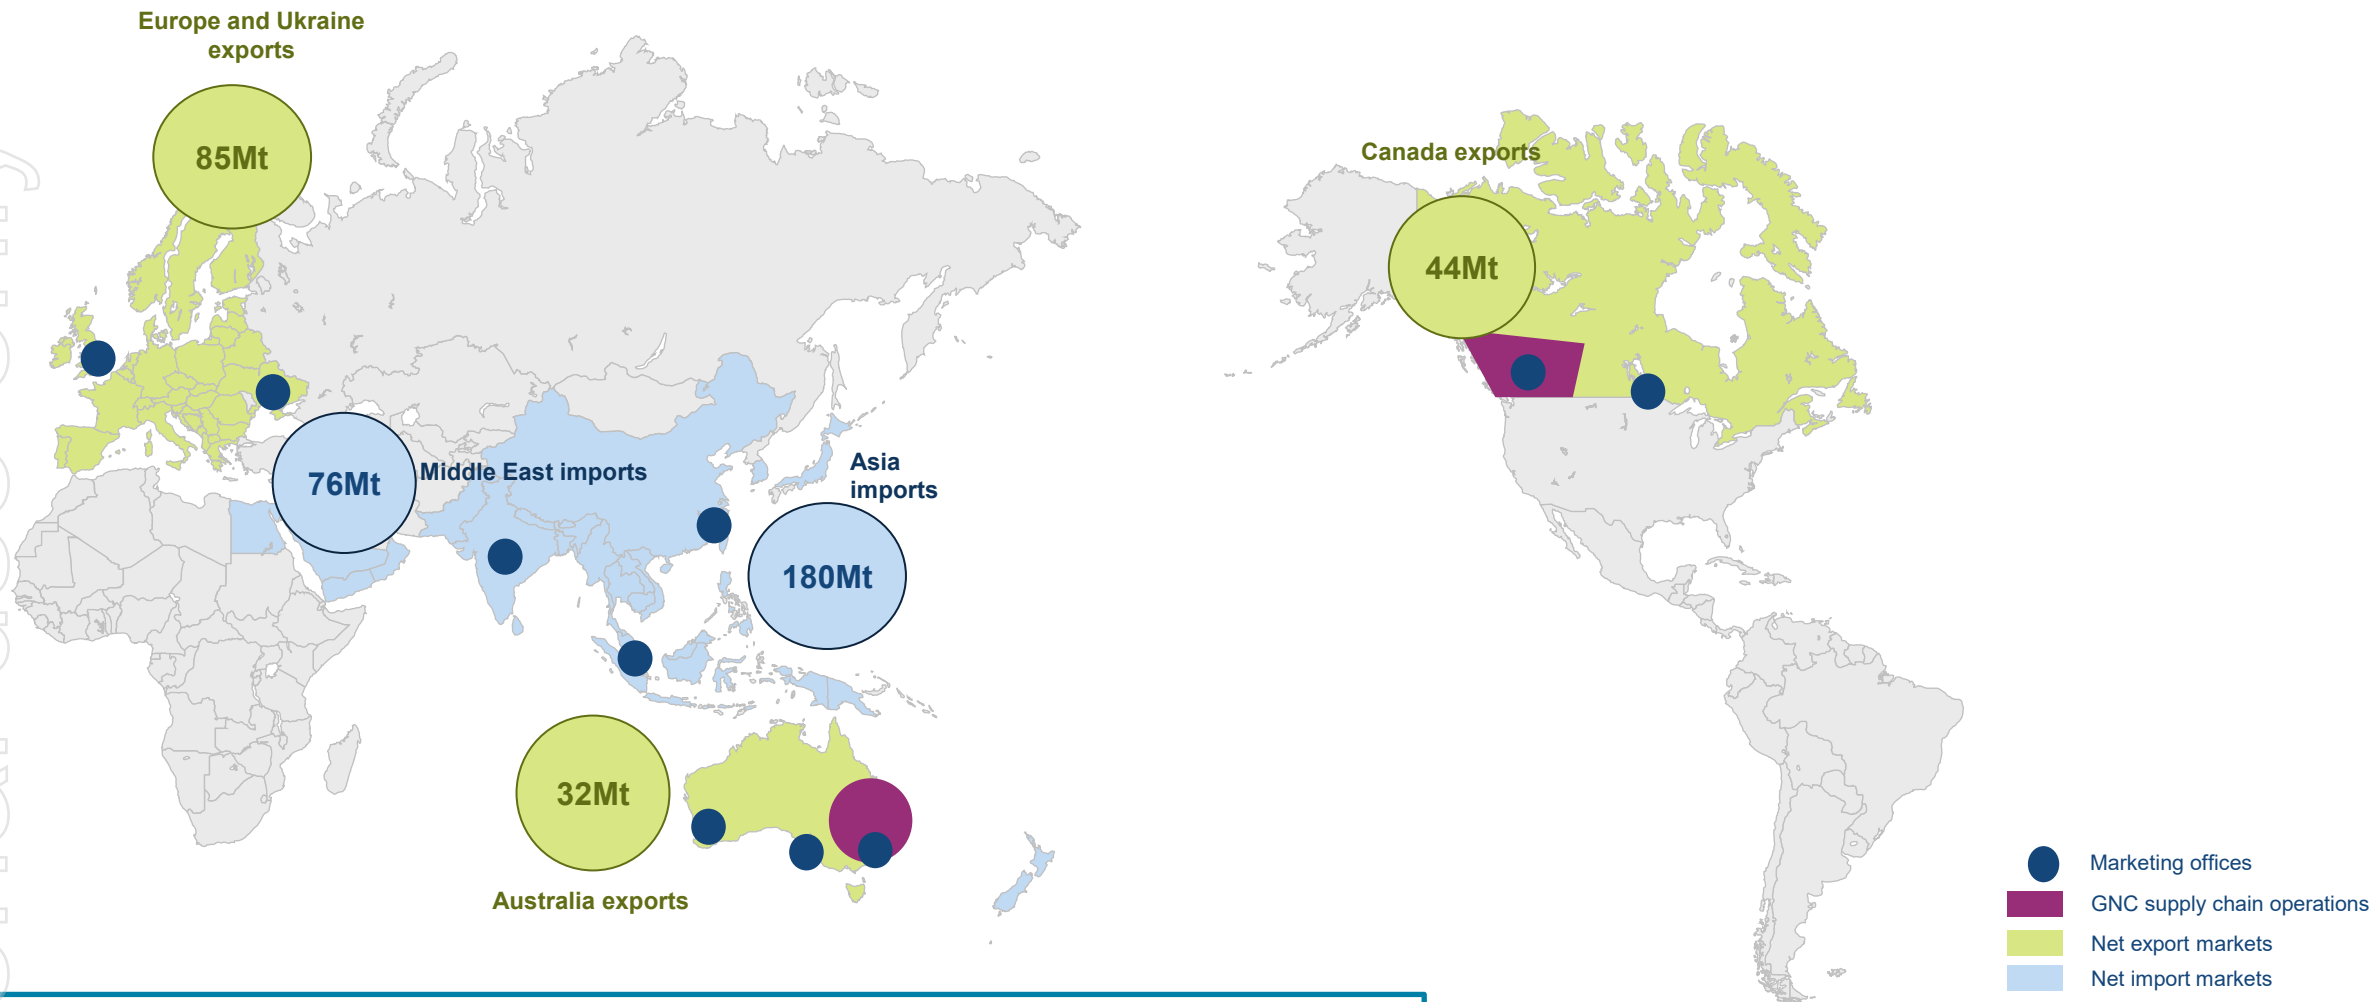 Europe and Ukraine
exports
85Mt
Canada exports
44Mt
76Mt
Middle East imports
Asia
imports
180Mt
32Mt
Australia exports
Marketing offices
GNC supply chain operations
Net export markets
Net import markets